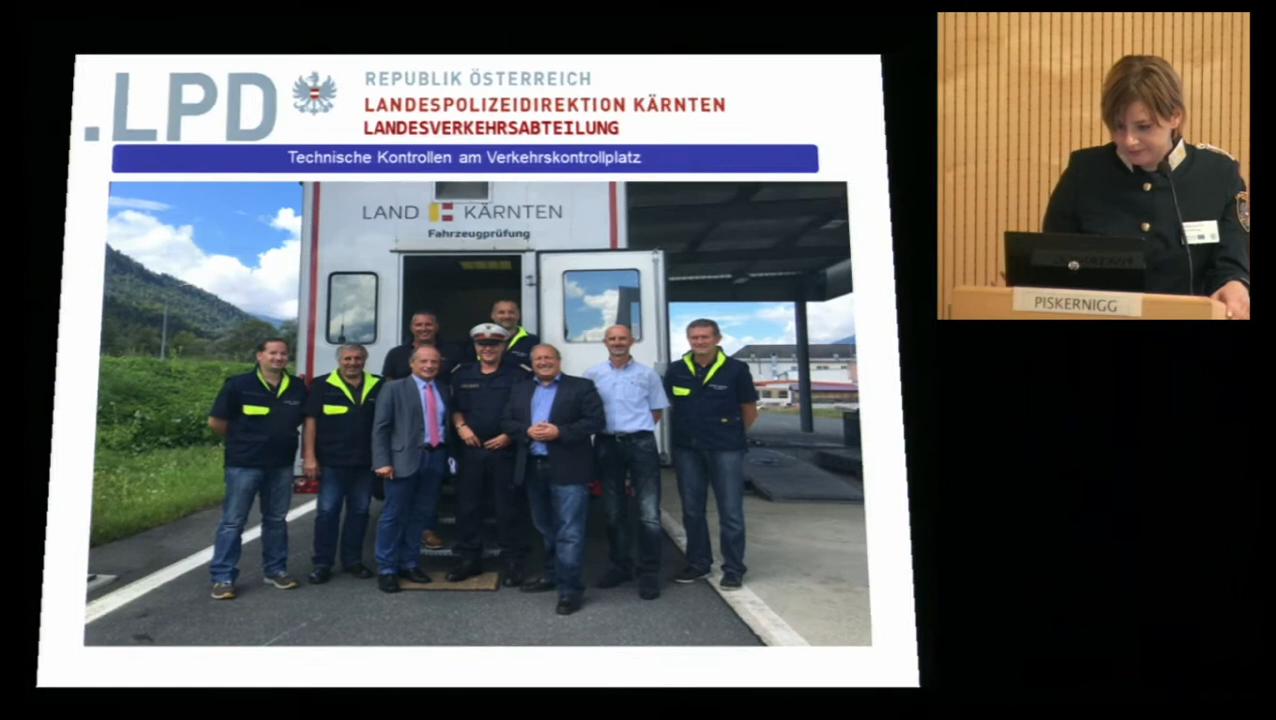 .LPD
REPUBLIK ÖSTERREICH
LANDESPOLIZEIDIREKTION KÄRNTEN
LANDESVERKEHRSABTEILUNG
Technische Kontrollen am Verkehrskontrollplatz
LAND KÄRNTEN
Fahrzeugprüfung
PISKERNIGG